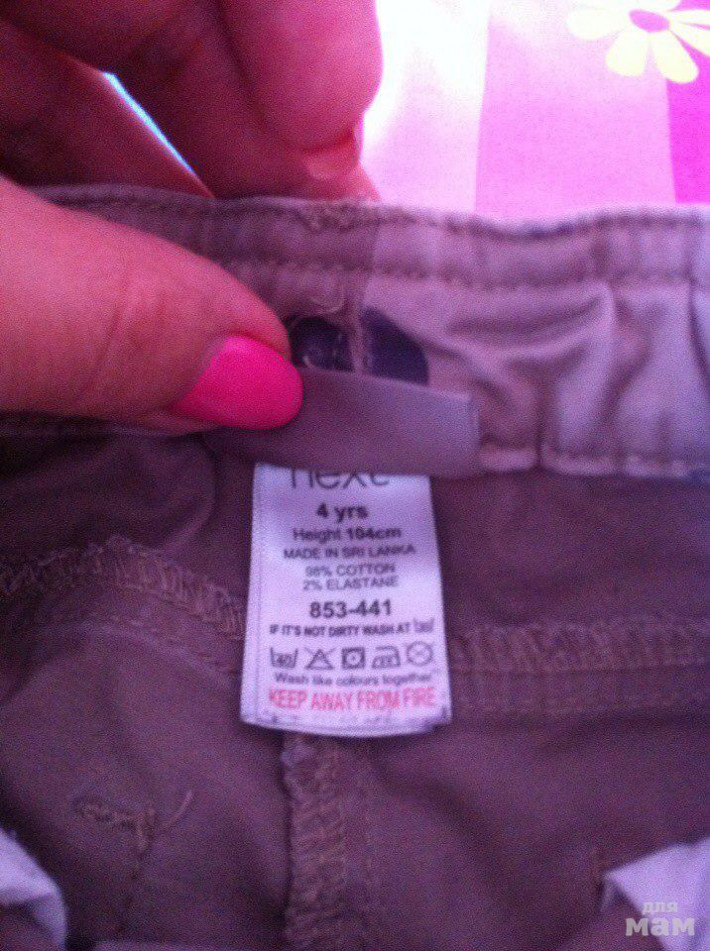 next
4 yrs
Height 104cm
MADE IN SRI LANKA
98% COTTON
2% ELASTANE
853-441
IF IT'S NOT DIRTY WASH AT
40
Wash like colours together
KEEP AWAY FROM FIRE
для
мам